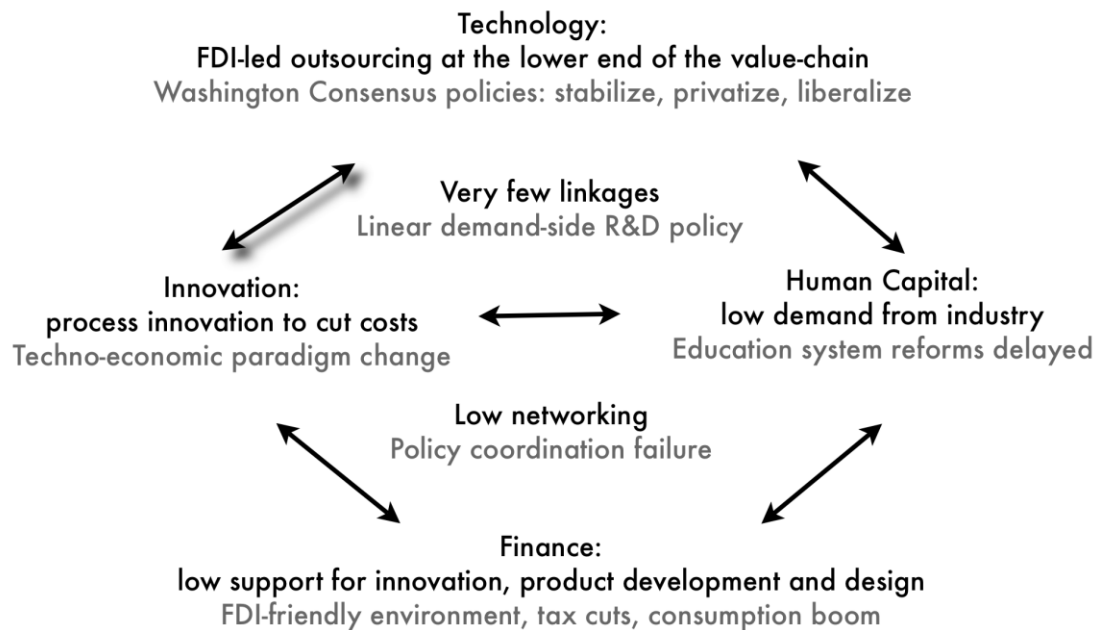 Technology:
FDI-led outsourcing at the lower end of the value-chain
Washington Consensus policies: stabilize, privatize, liberalize
Very few linkages
Linear demand-side R&D policy
Innovation:
process innovation to cut costs
Techno-economic paradigm change
Human Capital:
low demand from industry
Education system reforms delayed
Low networking
Policy coordination failure
Finance:
low support for innovation, product development and design
FDI-friendly environment, tax cuts, consumption boom